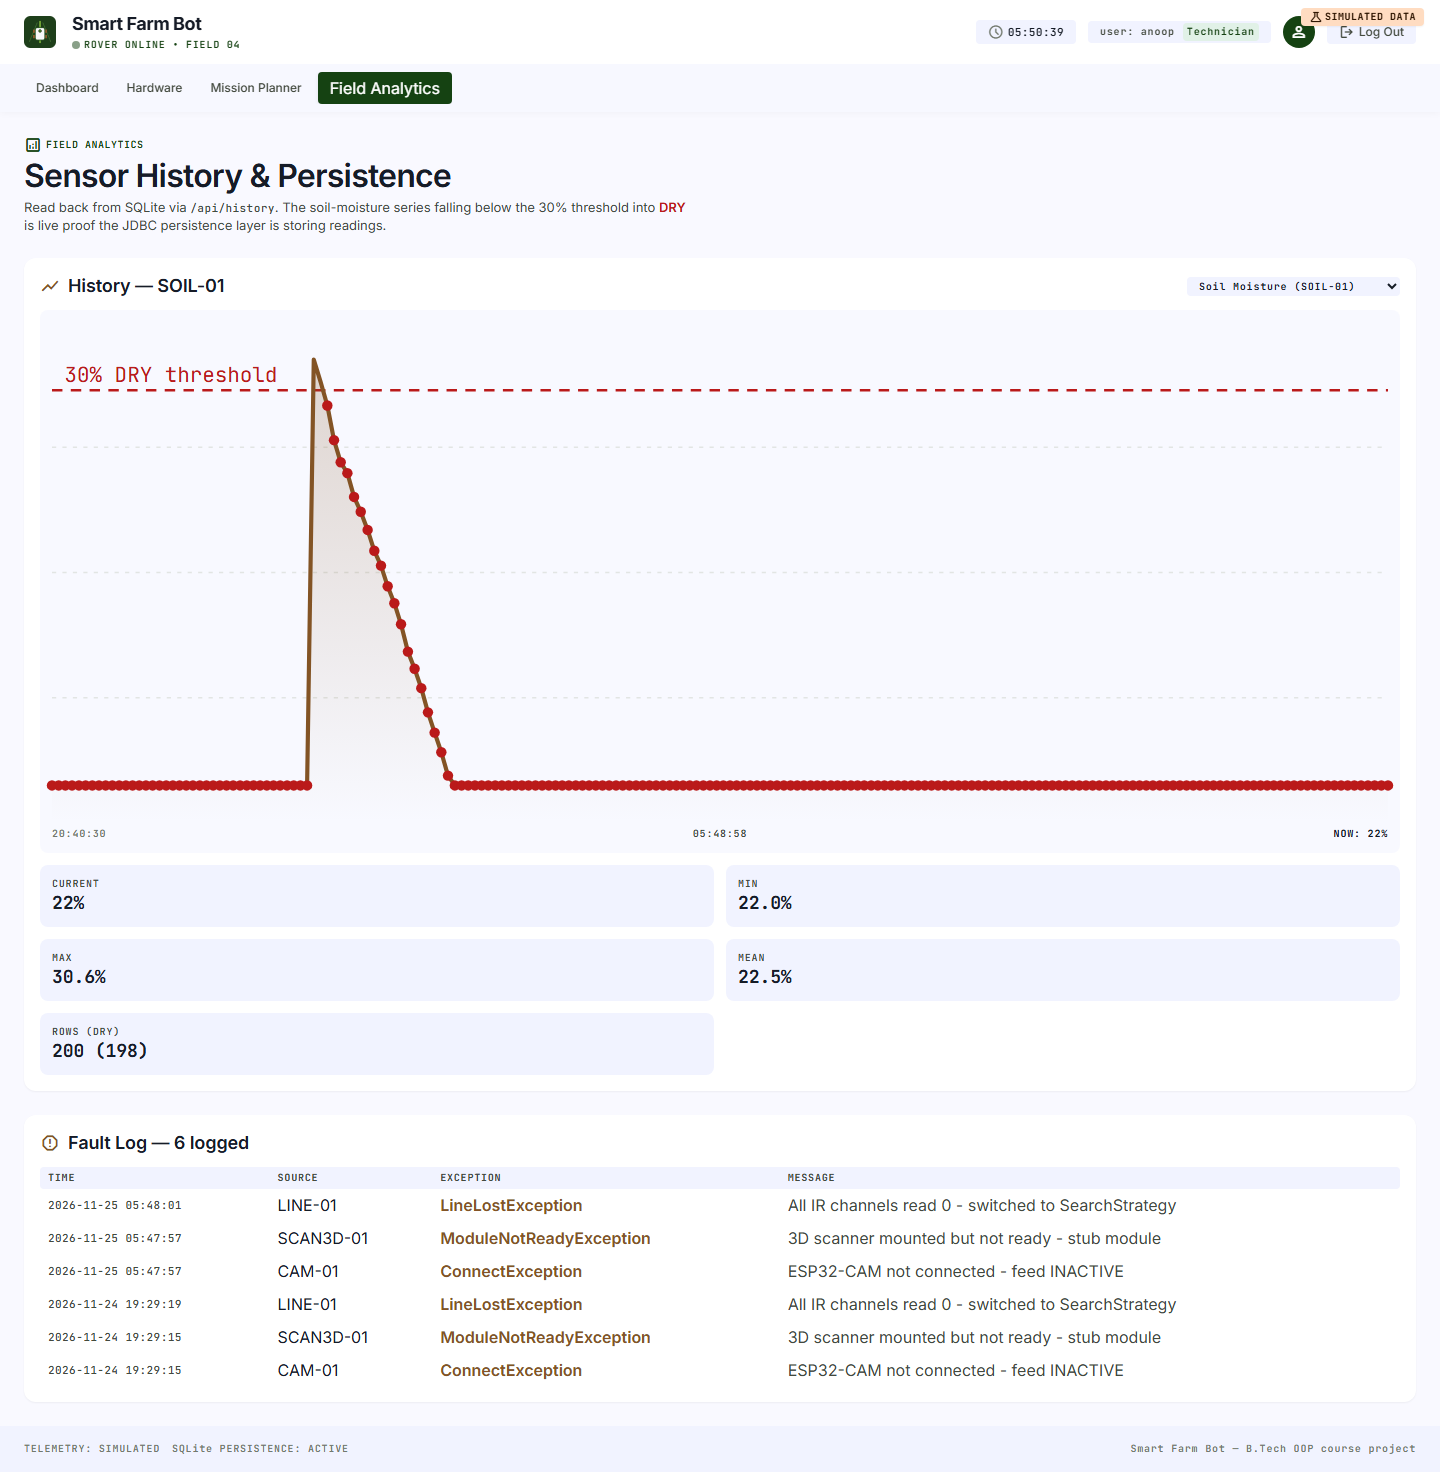 Smart Farm Bot
ROVER ONLINE • FIELD 04
05:50:39
user: anoop Technician
SIMULATED DATA
Log Out
Dashboard
Hardware
Mission Planner
Field Analytics
FIELD ANALYTICS
Sensor History & Persistence
Read back from SQLite via /api/history. The soil-moisture series falling below the 30% threshold into DRY
is live proof the JDBC persistence layer is storing readings.
History — SOIL-01
Soil Moisture (SOIL-01)
30% DRY threshold
20:40:30
05:48:58
NOW: 22%
CURRENT
22%
MIN
22.0%
MAX
30.6%
MEAN
22.5%
ROWS (DRY)
200 (198)
Fault Log — 6 logged
TIME SOURCE EXCEPTION MESSAGE
2026-11-25 05:48:01 LINE-01 LineLostException All IR channels read 0 - switched to SearchStrategy
2026-11-25 05:47:57 SCAN3D-01 ModuleNotReadyException 3D scanner mounted but not ready - stub module
2026-11-25 05:47:57 CAM-01 ConnectException ESP32-CAM not connected - feed INACTIVE
2026-11-24 19:29:19 LINE-01 LineLostException All IR channels read 0 - switched to SearchStrategy
2026-11-24 19:29:15 SCAN3D-01 ModuleNotReadyException 3D scanner mounted but not ready - stub module
2026-11-24 19:29:15 CAM-01 ConnectException ESP32-CAM not connected - feed INACTIVE
TELEMETRY: SIMULATED SQLite PERSISTENCE: ACTIVE
Smart Farm Bot — B.Tech OOP course project